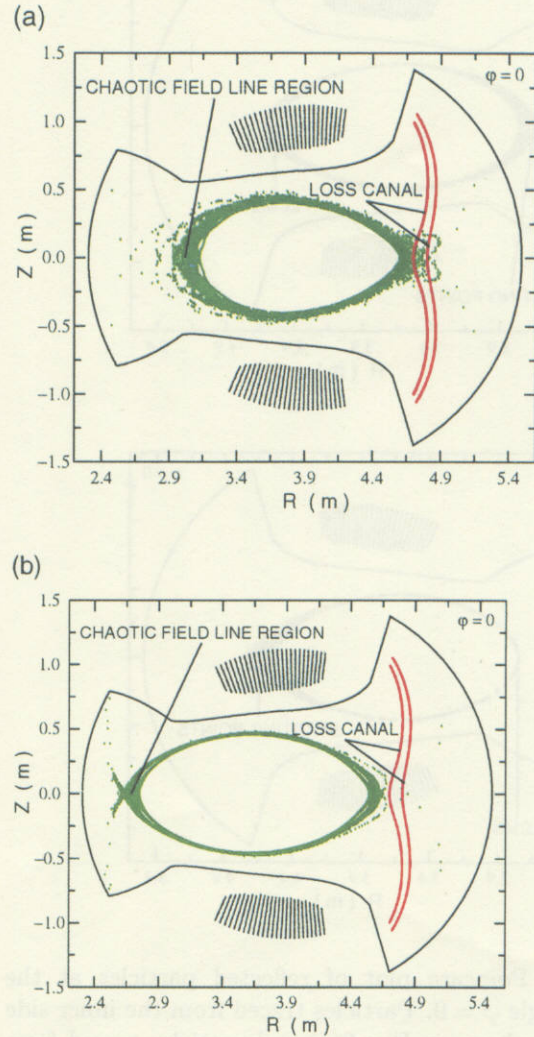 (a)
1.5
φ=0
CHAOTIC FIELD LINE REGION
1.0
0.5
LOSS CANAL
Z (m)
0.0
−0.5
−1.0
−1.5
2.4 2.9 3.4 3.9 4.4 4.9 5.4
R (m)
(b)
1.5
φ=0
CHAOTIC FIELD LINE REGION
1.0
0.5
LOSS CANAL
Z (m)
0.0
−0.5
−1.0
−1.5
2.4 2.9 3.4 3.9 4.4 4.9 5.4
R (m)